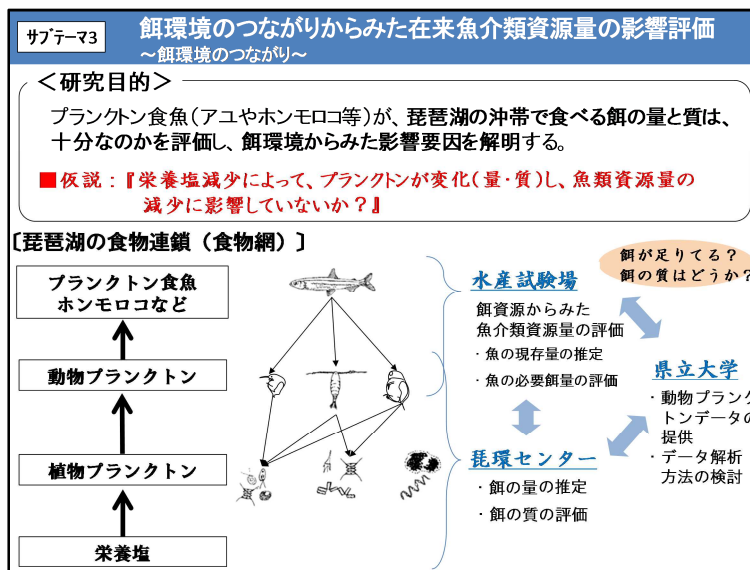 サブテーマ3
餌環境のつながりからみた在来魚介類資源量の影響評価
～餌環境のつながり～
＜研究目的＞
プランクトン食魚(アユやホンモロコ等)が、琵琶湖の沖帯で食べる餌の量と質は、
十分なのかを評価し、餌環境からみた影響要因を解明する。
■仮説：『栄養塩減少によって、プランクトンが変化(量・質)し、魚類資源量の
減少に影響していないか？』
〔琵琶湖の食物連鎖（食物網）〕
プランクトン食魚
ホンモロコなど
動物プランクトン
植物プランクトン
栄養塩
水産試験場
餌資源からみた
魚介類資源量の評価
・魚の現存量の推定
・魚の必要餌量の評価
琵環センター
・餌の量の推定
・餌の質の評価
餌が足りてる？
餌の質はどうか？
県立大学
・動物プランク
トンデータの
提供
・データ解析
方法の検討